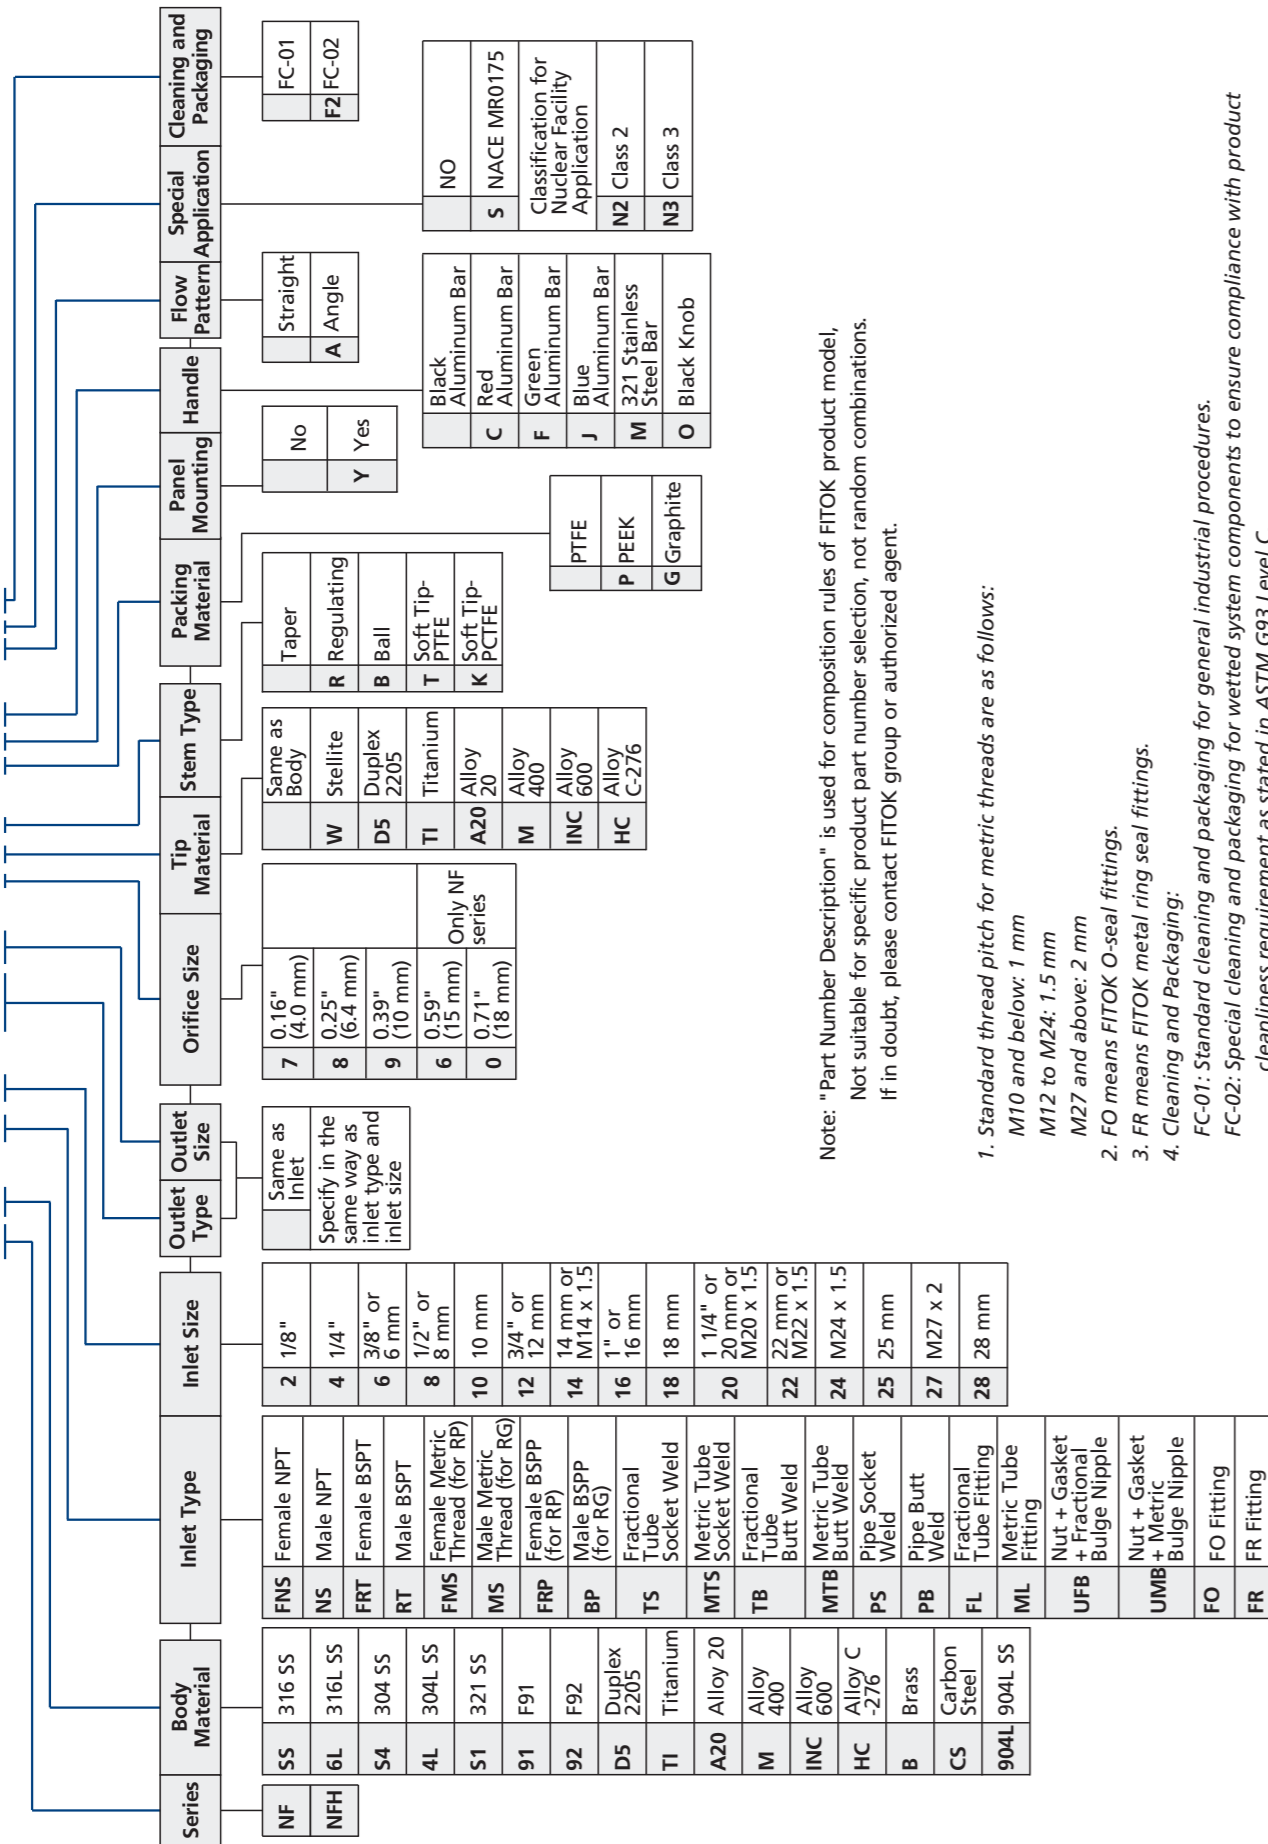 Series
NF
NFH
Body
Material
SS 316 SS
6L 316L SS
S4 304 SS
4L 304L SS
S1 321 SS
91 F91
92 F92
D5 Duplex
2205
TI Titanium
A20 Alloy 20
M Alloy
400
INC Alloy
600
HC Alloy C
-276
B Brass
CS Carbon
Steel
904L 904L SS
Inlet Type
FNS Female NPT
NS Male NPT
FRT Female BSPT
RT Male BSPT
FMS Female Metric
Thread (for RP)
MS Male Metric
Thread (for RG)
FRP Female BSPP
(for RP)
BP Male BSPP
(for RG)
TS Fractional
Tube
Socket Weld
MTS Metric Tube
Socket Weld
TB Fractional
Tube
Butt Weld
MTB Metric Tube
Butt Weld
PS Pipe Socket
Weld
PB Pipe Butt
Weld
FL Fractional
Tube Fitting
ML Metric Tube
Fitting
UFB Nut + Gasket
+ Fractional
Bulge Nipple
UMB Nut + Gasket
+ Metric
Bulge Nipple
FO FO Fitting
FR FR Fitting
Inlet Size
2 1/8"
4 1/4"
6 3/8" or
6 mm
8 1/2" or
8 mm
10 10 mm
12 3/4" or
12 mm
14 14 mm or
M14 x 1.5
16 1" or
16 mm
18 18 mm
20 1 1/4" or
20 mm or
M20 x 1.5
22 22 mm or
M22 x 1.5
24 M24 x 1.5
25 25 mm
27 M27 x 2
28 28 mm
Outlet
Type
Outlet
Size
Same as
Inlet
Specify in the
same way as
inlet type and
inlet size
Orifice Size
7 0.16"
(4.0 mm)
8 0.25"
(6.4 mm)
9 0.39"
(10 mm)
6 0.59"
(15 mm)
0 0.71"
(18 mm)
Only NF
series
Tip
Material
Same as
Body
W Stellite
D5 Duplex
2205
TI Titanium
A20 Alloy
20
M Alloy
400
INC Alloy
600
HC Alloy
C-276
Stem Type
Taper
R Regulating
B Ball
T Soft Tip-
PTFE
K Soft Tip-
PCTFE
Packing
Material
PTFE
P PEEK
G Graphite
Panel
Mounting
No
Y Yes
Handle
Black
Aluminum Bar
C Red
Aluminum Bar
F Green
Aluminum Bar
J Blue
Aluminum Bar
M 321 Stainless
Steel Bar
O Black Knob
Flow
Pattern
Straight
A Angle
Special
Application
NO
S NACE MR0175
Classification for
Nuclear Facility
Application
N2 Class 2
N3 Class 3
Cleaning and
Packaging
FC-01
F2 FC-02
Note: "Part Number Description" is used for composition rules of FITOK product model,
Not suitable for specific product part number selection, not random combinations.
If in doubt, please contact FITOK group or authorized agent.
1. Standard thread pitch for metric threads are as follows:
M10 and below: 1 mm
M12 to M24: 1.5 mm
M27 and above: 2 mm
2. FO means FITOK O-seal fittings.
3. FR means FITOK metal ring seal fittings.
4. Cleaning and Packaging:
FC-01: Standard cleaning and packaging for general industrial procedures.
FC-02: Special cleaning and packaging for wetted system components to ensure compliance with product
cleanliness requirement as stated in ASTM G93 Level C